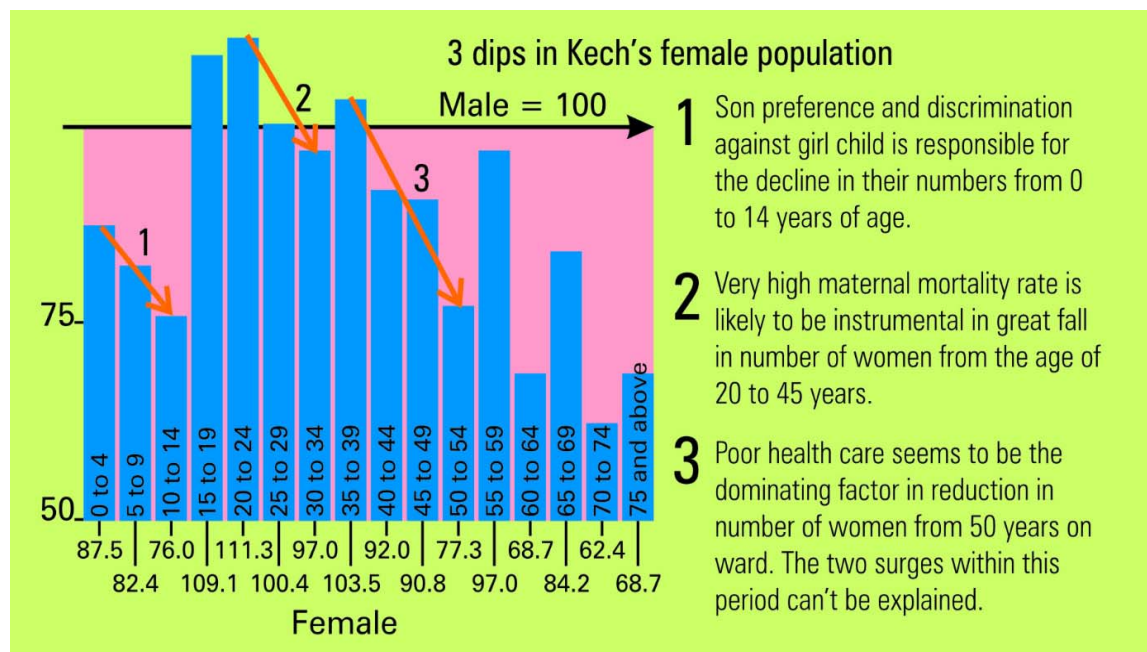 3 dips in Kech's female population
Male = 100
1
2
3
75
50
0 to 4
5 to 9
10 to 14
15 to 19
20 to 24
25 to 29
30 to 34
35 to 39
40 to 44
45 to 49
50 to 54
55 to 59
60 to 64
65 to 69
70 to 74
75 and above
87.5
82.4
76.0
109.1
111.3
100.4
97.0
103.5
92.0
90.8
77.3
97.0
68.7
84.2
62.4
68.7
Female
1
Son preference and discrimination
against girl child is responsible for
the decline in their numbers from 0
to 14 years of age.
2
Very high maternal mortality rate is
likely to be instrumental in great fall
in number of women from the age of
20 to 45 years.
3
Poor health care seems to be the
dominating factor in reduction in
number of women from 50 years on
ward. The two surges within this
period can't be explained.